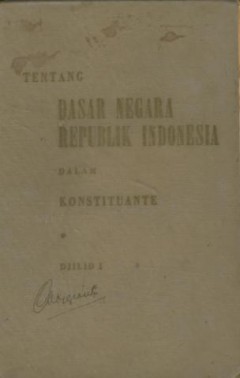 TENTANG
DASAR NEGARA
REPUBLIK INDONESIA
DALAM
KONSTITUANTE
*
DJILID I